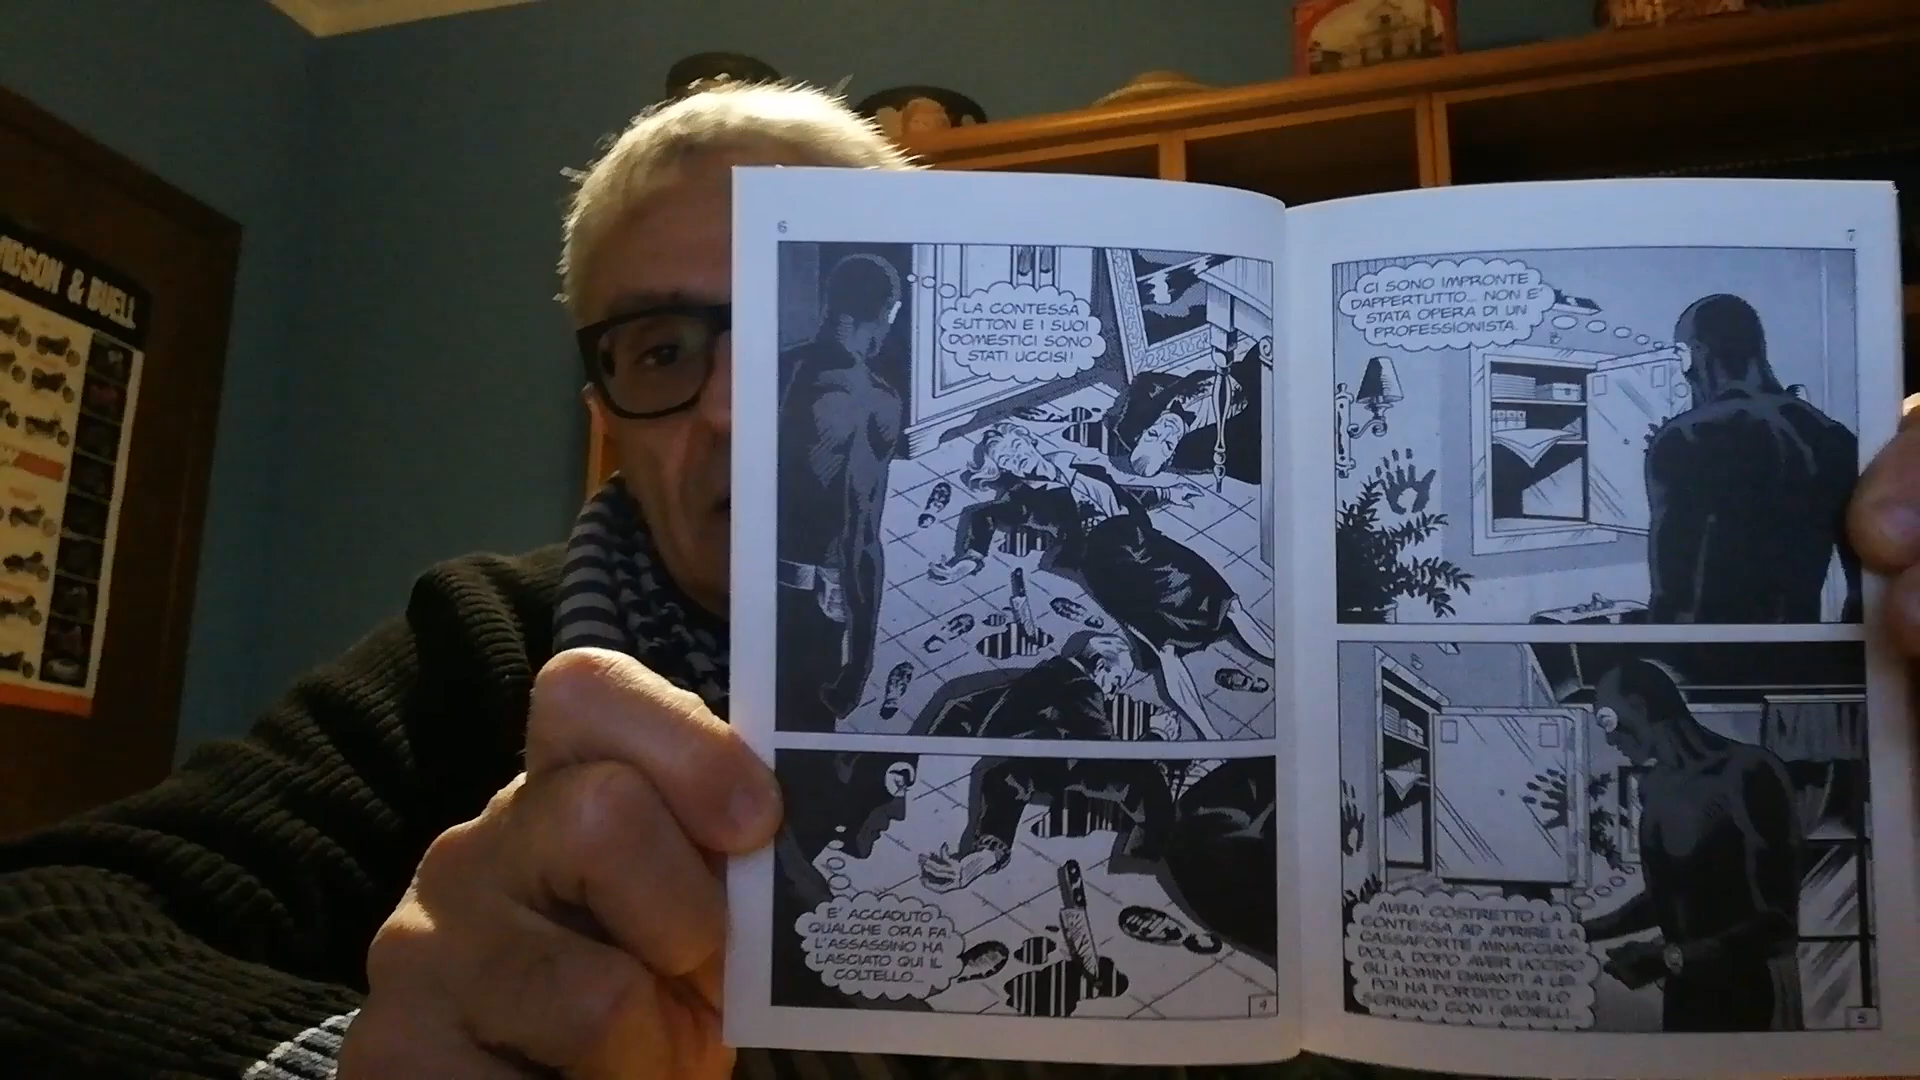 VIDSON & BUELL
6
LA CONTESSA
SUTTON E I SUOI
DOMESTICI SONO
STATI UCCISI!
E' ACCADUTO
QUALCHE ORA FA.
L'ASSASSINO HA
LASCIATO QUI IL
COLTELLO...
4
7
CI SONO IMPRONTE
DAPPERTUTTO... NON E'
STATA OPERA DI UN
PROFESSIONISTA.
AVRA' COSTRETTO LA
CONTESSA AD APRIRE LA
CASSAFORTE MINACCIAN-
DOLA, DOPO AVER UCCISO
GLI UOMINI DAVANTI A LEI.
POI HA PORTATO VIA LO
SCRIGNO CON I GIOIELLI...
5